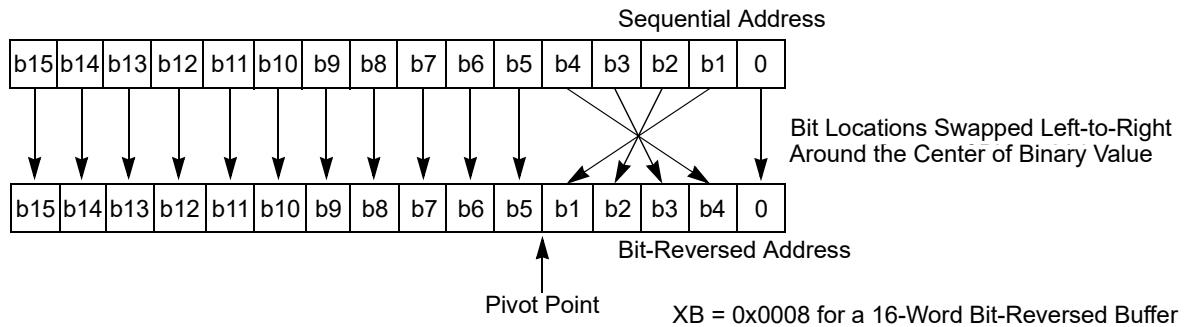 Sequential Address
b15 b14 b13 b12 b11 b10 b9 b8 b7 b6 b5 b4 b3 b2 b1 0
Bit Locations Swapped Left-to-Right
Around the Center of Binary Value
b15 b14 b13 b12 b11 b10 b9 b8 b7 b6 b5 b1 b2 b3 b4 0
Bit-Reversed Address
Pivot Point
XB = 0x0008 for a 16-Word Bit-Reversed Buffer